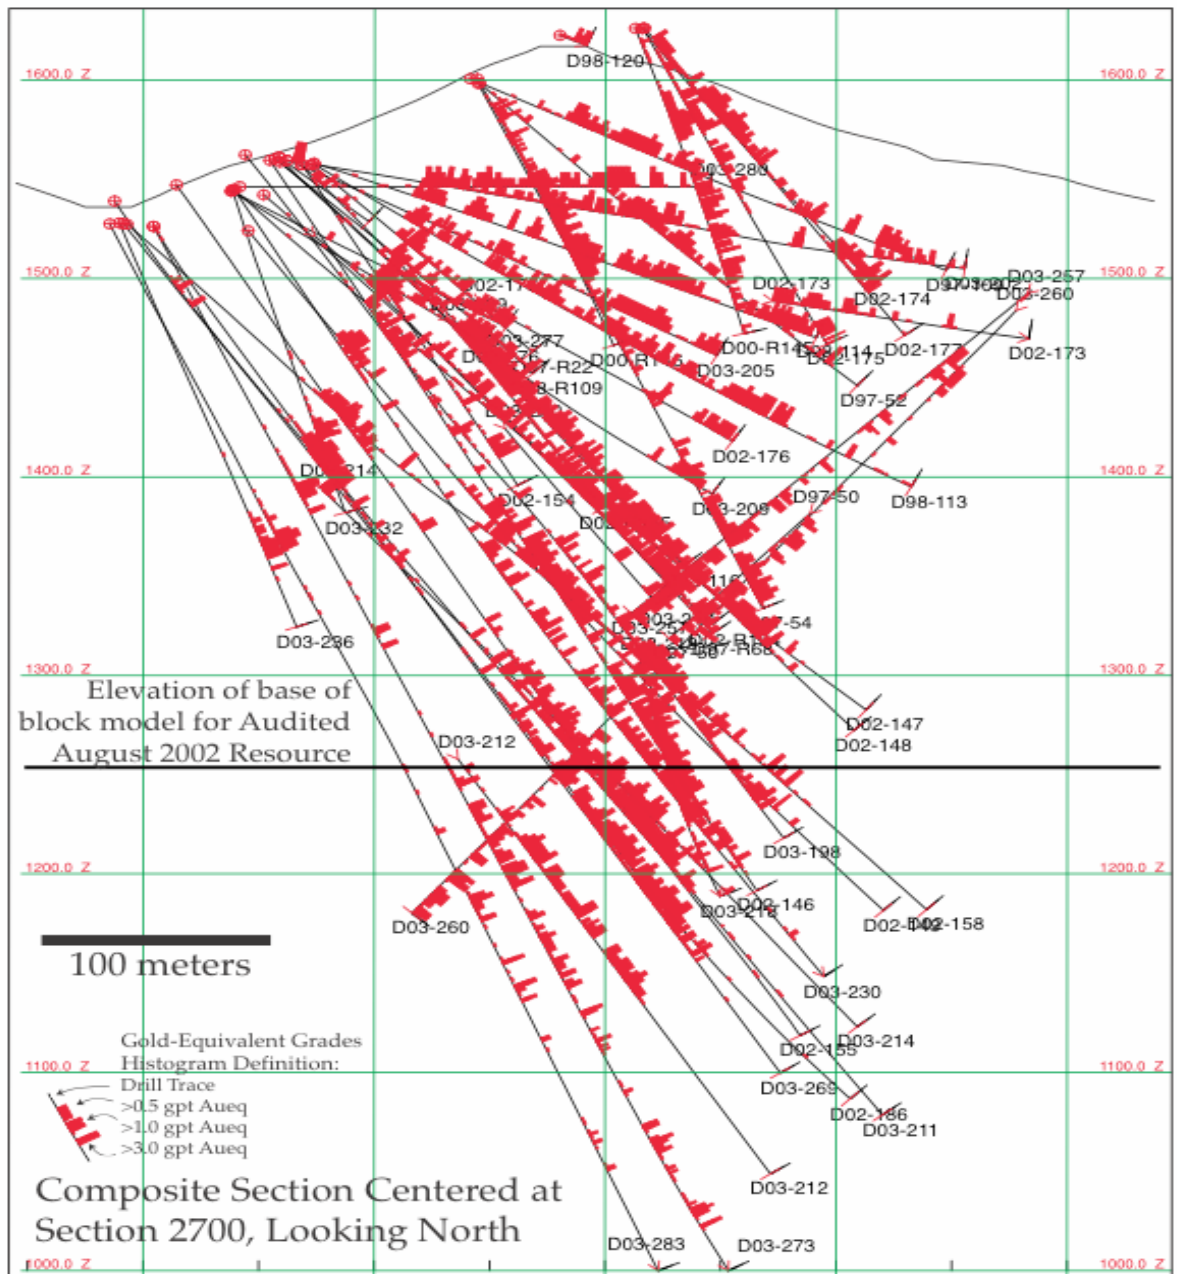 D98-120
1600.0 Z
1600.0 Z
D03-280
1500.0 Z
1500.0 Z
D03-257
D03-260
D02-173
D02-174
D00-R145
D02-175
D02-177
D02-173
D03-205
D97-52
D02-176
1400.0 Z
1400.0 Z
D02-154
D97-50
D98-113
D03-209
D03-232
D03-236
1300.0 Z
1300.0 Z
Elevation of base of
block model for Audited
August 2002 Resource
D02-147
D02-148
D03-212
D03-198
1200.0 Z
1200.0 Z
D02-146
D02-158
D03-260
100 meters
D03-230
D03-214
D02-155
Gold-Equivalent Grades
Histogram Definition:
Drill Trace
>0.5 gpt Aueq
>1.0 gpt Aueq
>3.0 gpt Aueq
1100.0 Z
1100.0 Z
D03-269
D02-186
D03-211
D03-212
Composite Section Centered at
Section 2700, Looking North
D03-283
D03-273
1000.0 Z
1000.0 Z